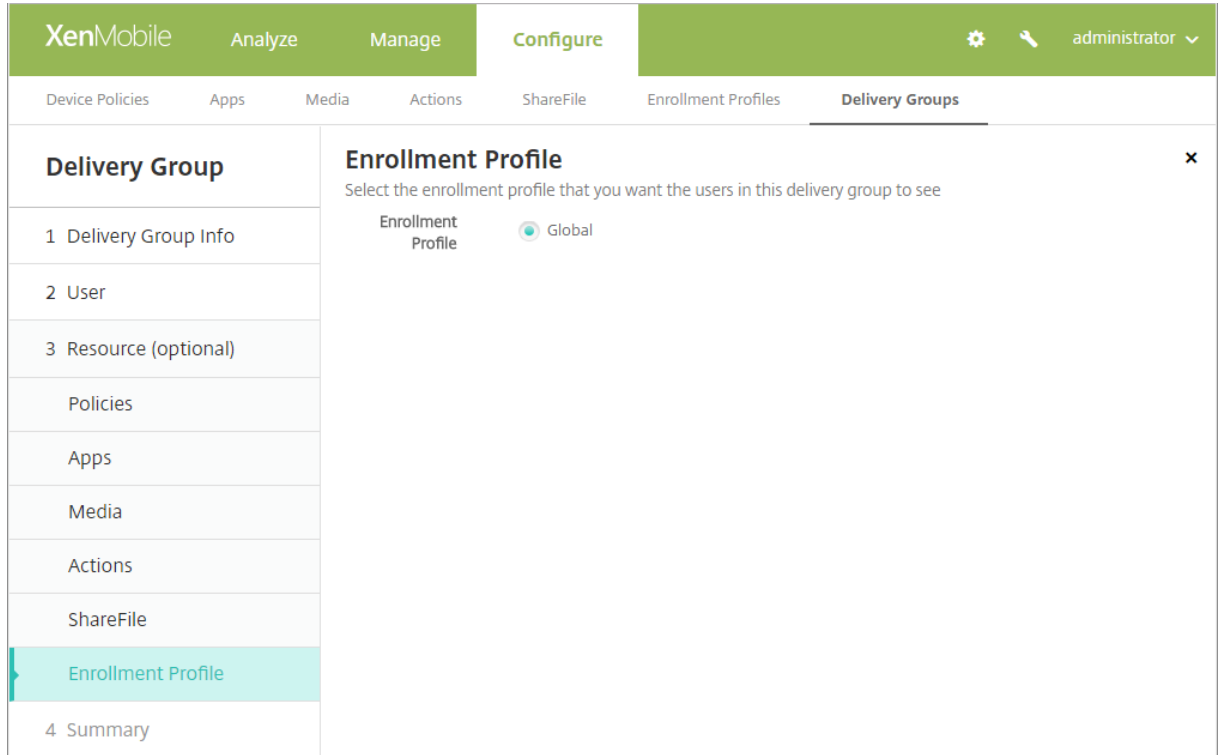 XenMobile Analyze Manage Configure administrator
Device Policies Apps Media Actions ShareFile Enrollment Profiles Delivery Groups
Delivery Group
1 Delivery Group Info
2 User
3 Resource (optional)
Policies
Apps
Media
Actions
ShareFile
Enrollment Profile
4 Summary
Enrollment Profile
Select the enrollment profile that you want the users in this delivery group to see
Enrollment
Profile
Global